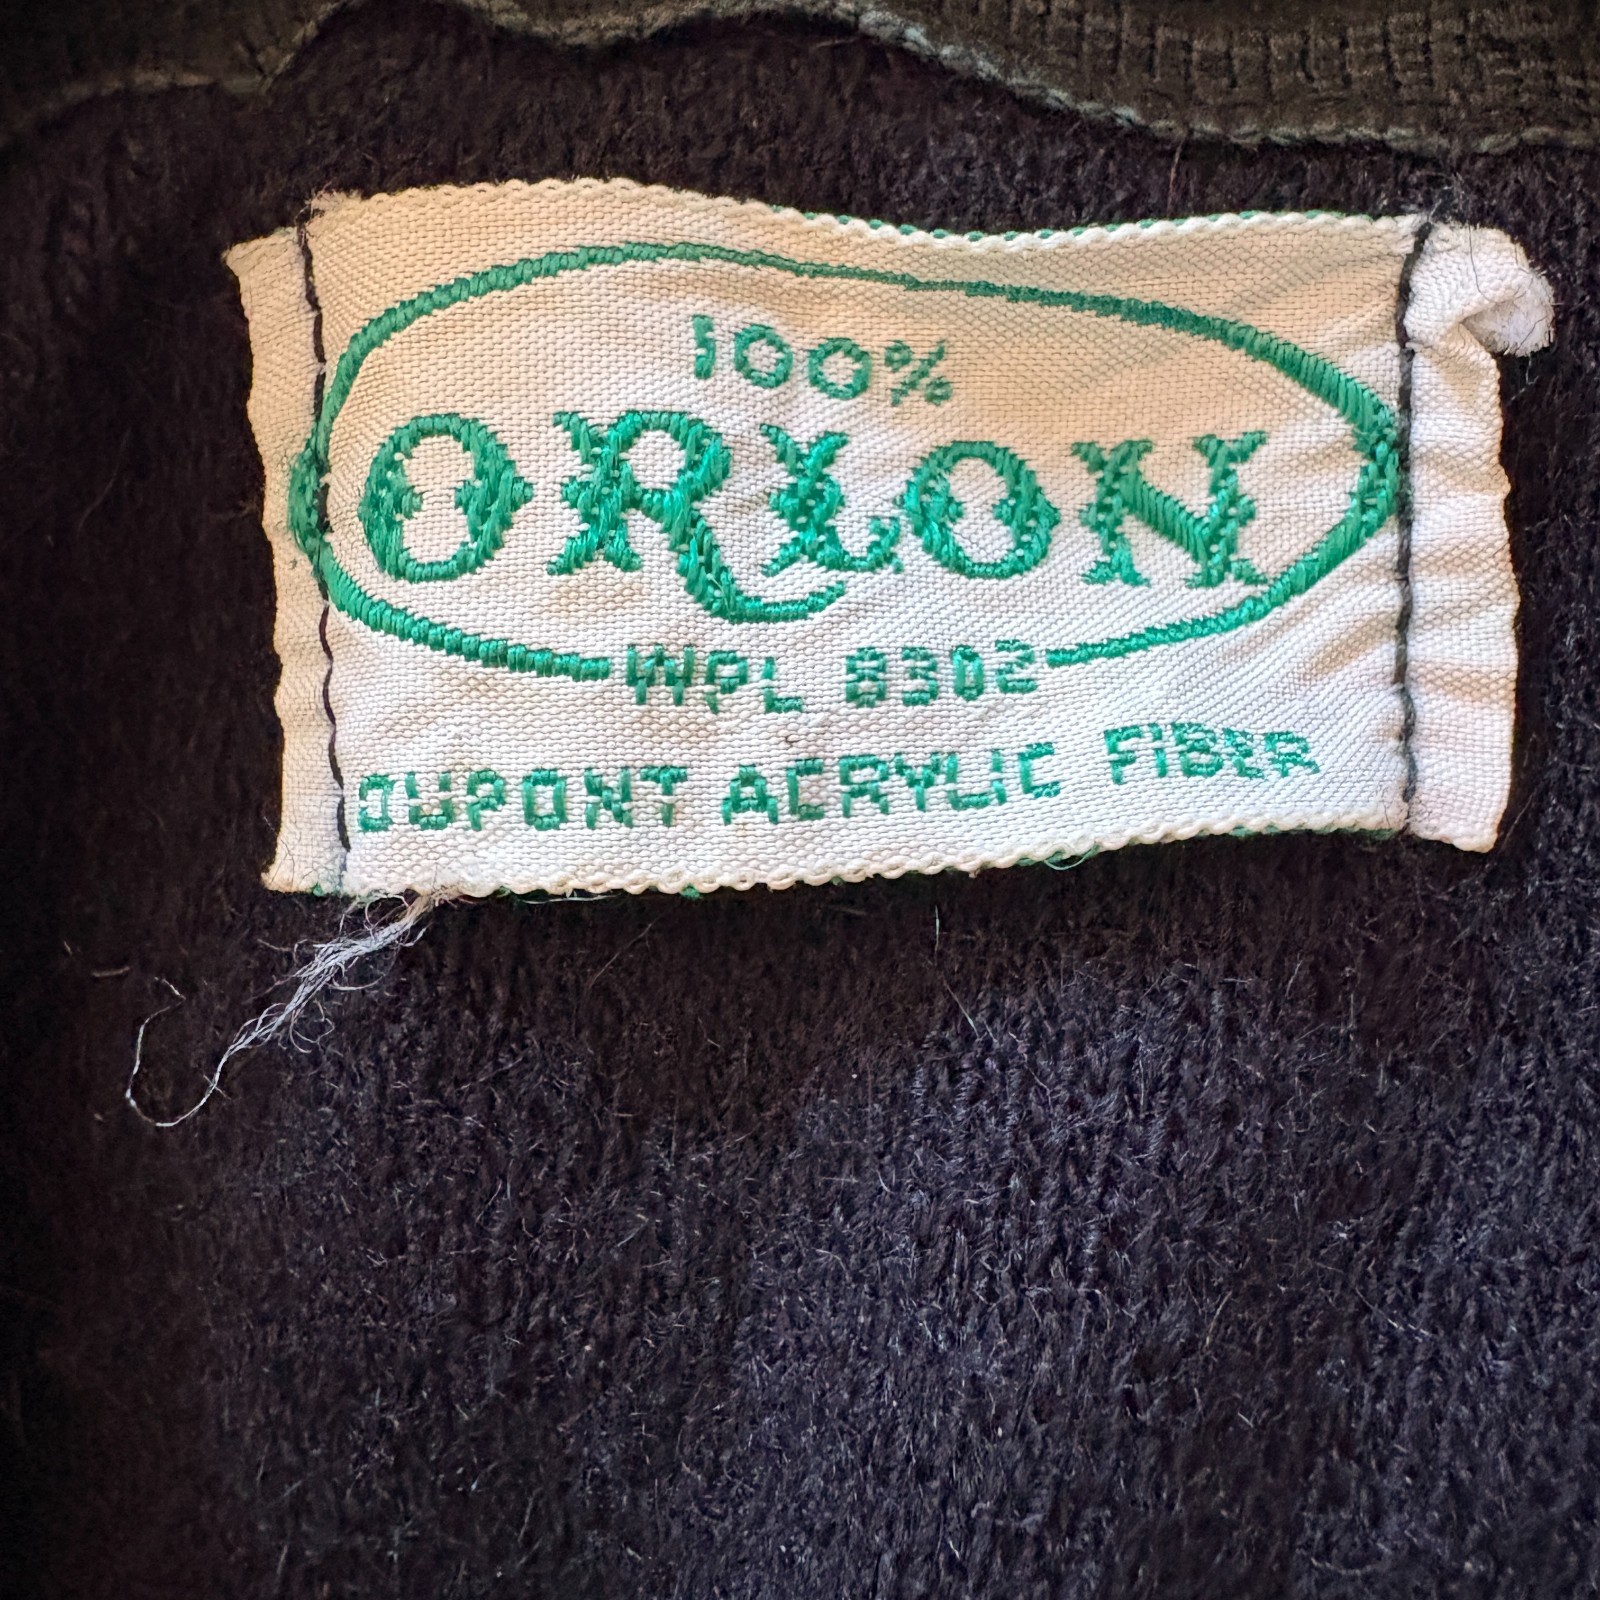 100%
ORLON
WPL 8302
DUPONT ACRYLIC FIBER